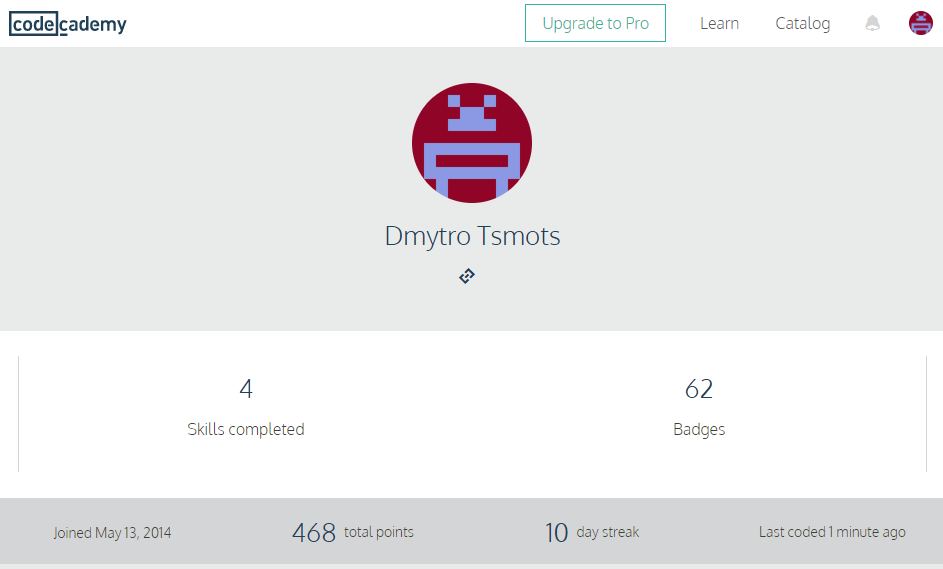 codecademy Upgrade to Pro Learn Catalog
Dmytro Tsmots
4 62
Skills completed Badges
Joined May 13, 2014 468 total points 10 day streak Last coded 1 minute ago